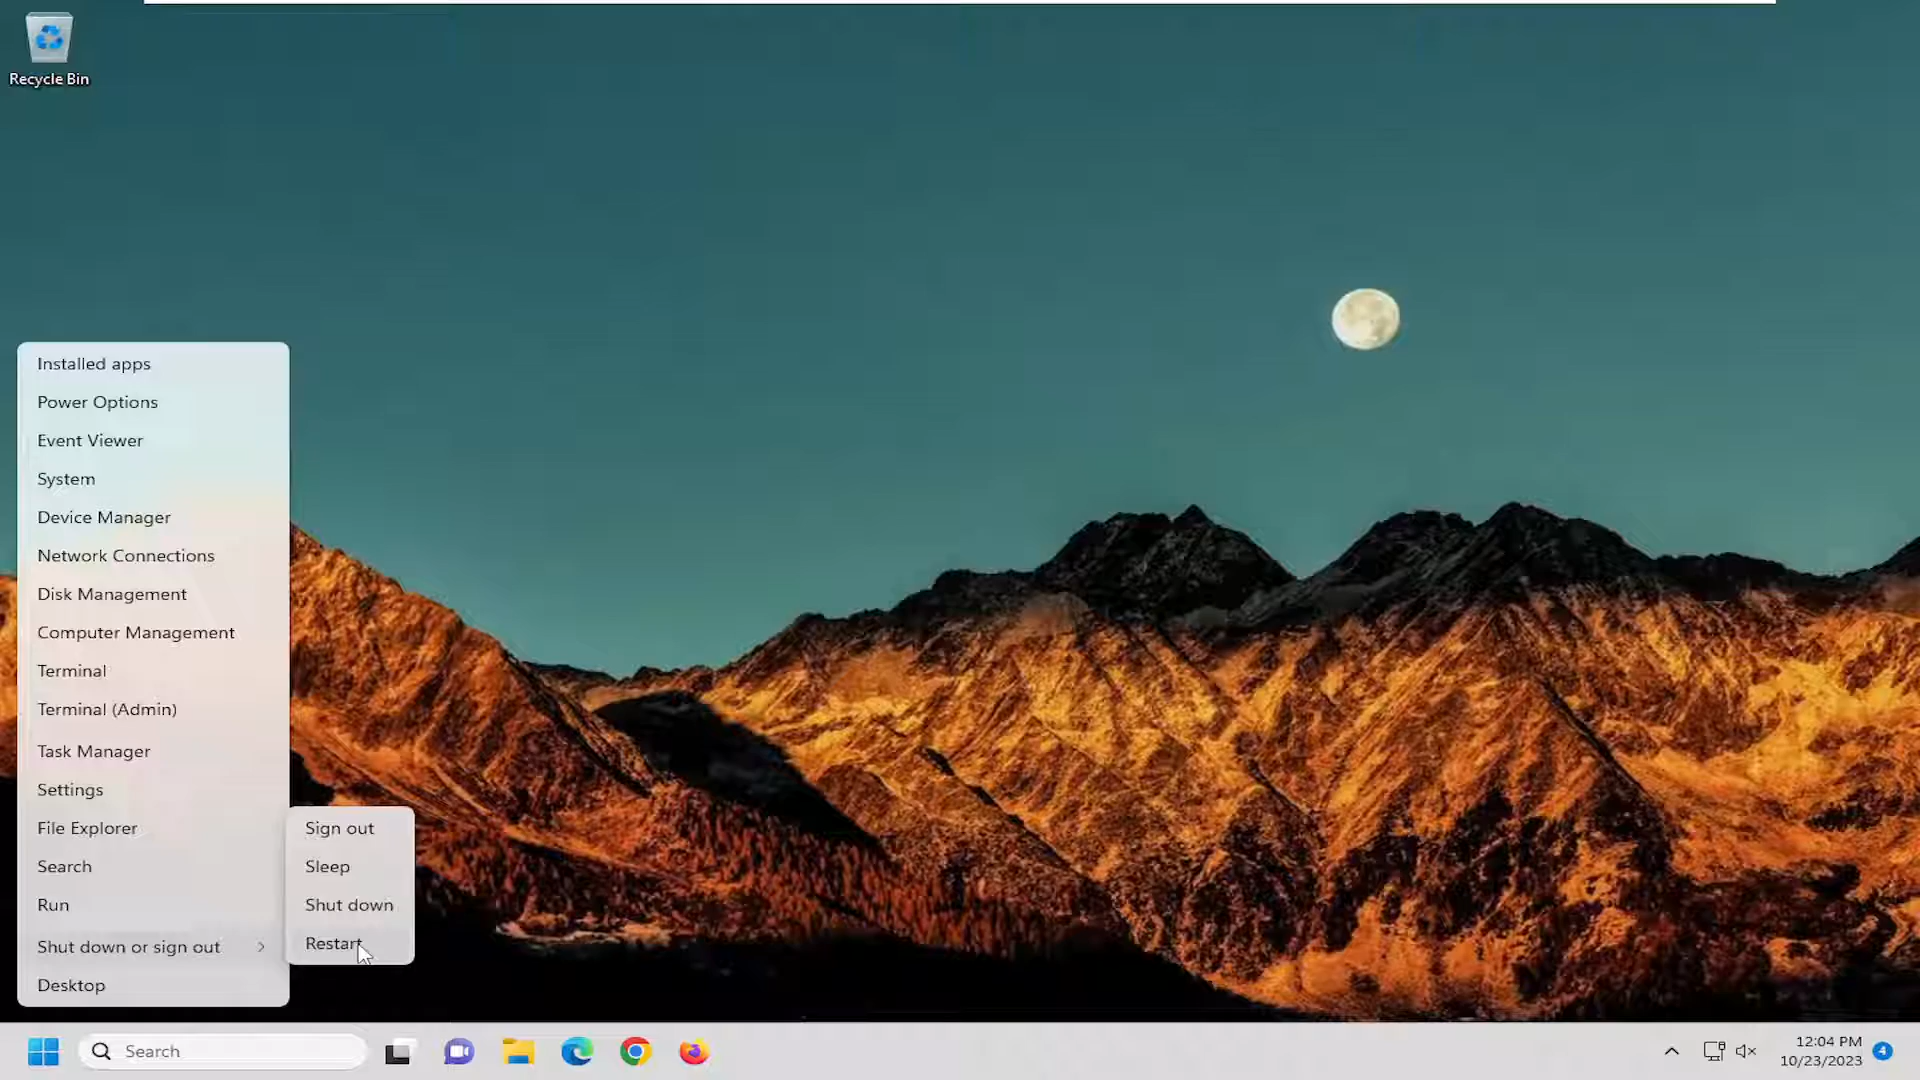 Recycle Bin
Installed apps
Power Options
Event Viewer
System
Device Manager
Network Connections
Disk Management
Computer Management
Terminal
Terminal (Admin)
Task Manager
Settings
File Explorer
Search
Run
Shut down or sign out
Desktop
Sign out
Sleep
Shut down
Restart
Search
12:04 PM
10/23/2023
4